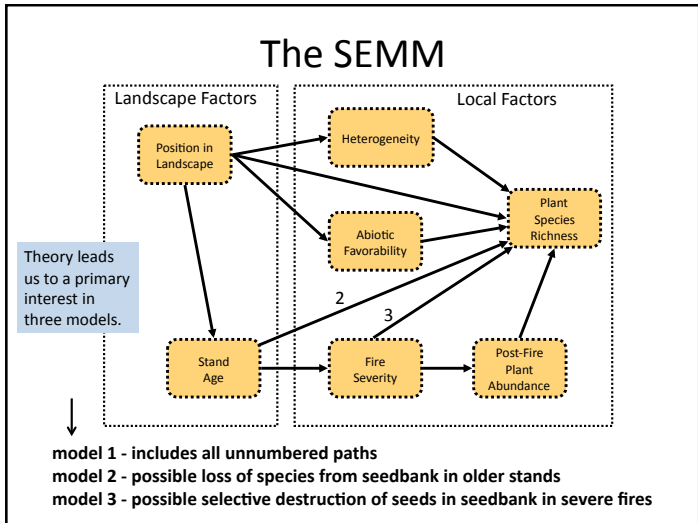 The SEMM
Landscape Factors
Local Factors
Position in
Landscape
Heterogeneity
Plant
Species
Richness
Abiotic
Favorability
Theory leads
us to a primary
interest in
three models.
2
3
Stand
Age
Fire
Severity
Post-Fire
Plant
Abundance
model 1 - includes all unnumbered paths
model 2 - possible loss of species from seedbank in older stands
model 3 - possible selective destruction of seeds in seedbank in severe fires